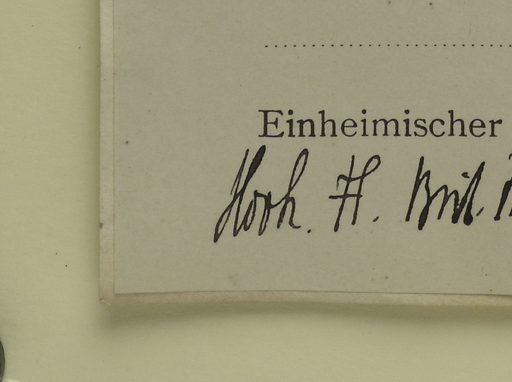 Einheimischer
Hook. Fl. Brit.